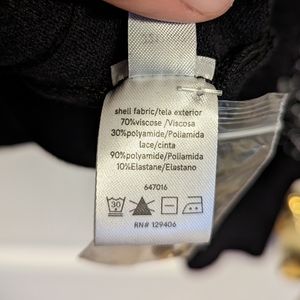 shell fabric/tela exterior
70%viscose /Viscosa
30%polyamide/Poliamida
lace/cinta
90%polyamide/Poliamida
10%Elastane/Elastano
647016
30
RN# 129406